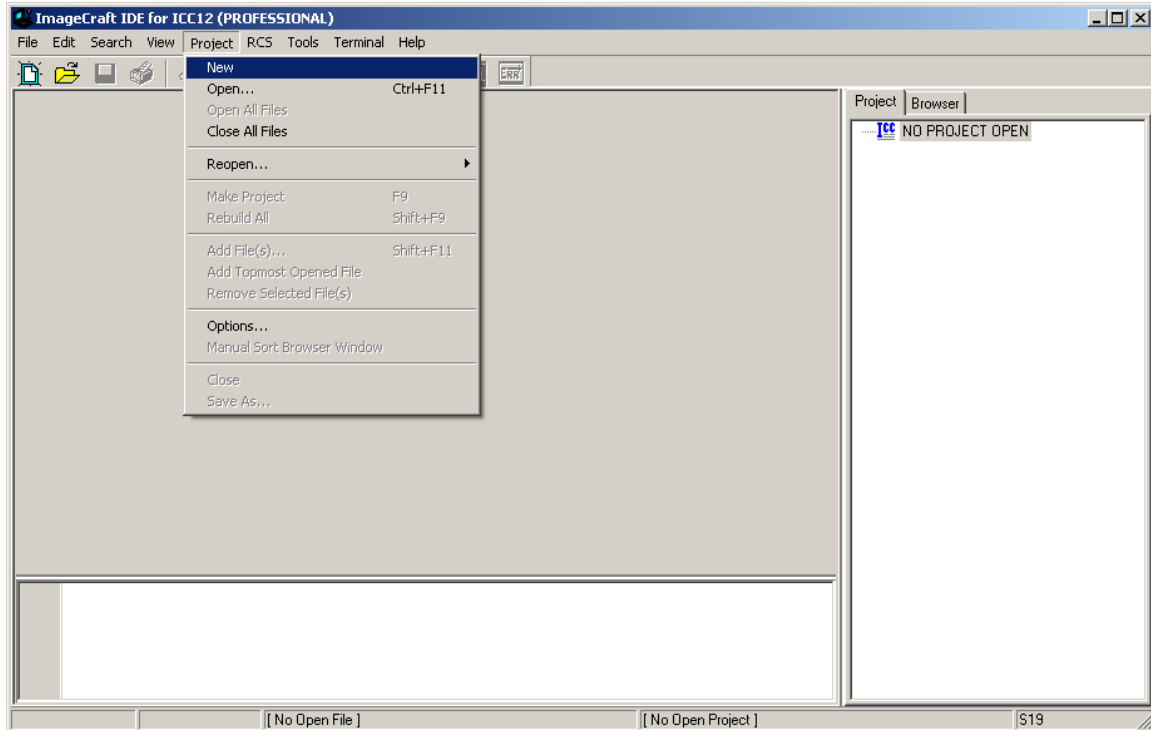 ImageCraft IDE for ICC12 (PROFESSIONAL)
File Edit Search View Project RCS Tools Terminal Help
New
ERR
Open... Ctrl+F11
Open All Files
Close All Files
Reopen...
Make Project F9
Rebuild All Shift+F9
Add File(s)... Shift+F11
Add Topmost Opened File
Remove Selected File(s)
Options...
Manual Sort Browser Window
Close
Save As...
Project Browser
ICC NO PROJECT OPEN
[ No Open File ] [ No Open Project ] S19